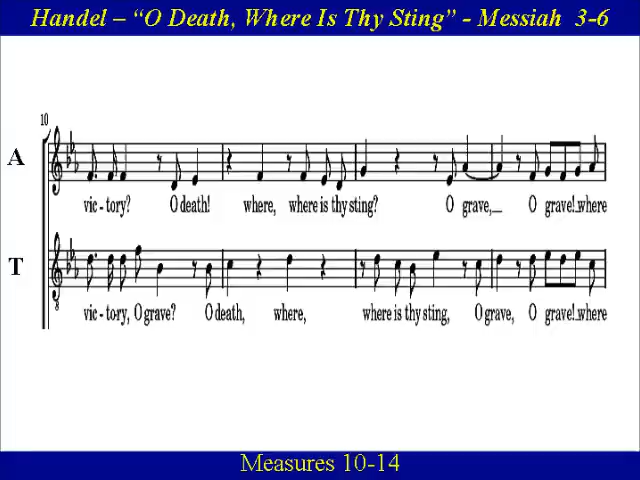 Handel – “O Death, Where Is Thy Sting” - Messiah 3-6
10
A
vic - tory? O death! where, where is thy sting? O grave, O grave! where
T
8
vic - tory, O grave? O death, where, where is thy sting, O grave, O grave! where
Measures 10-14